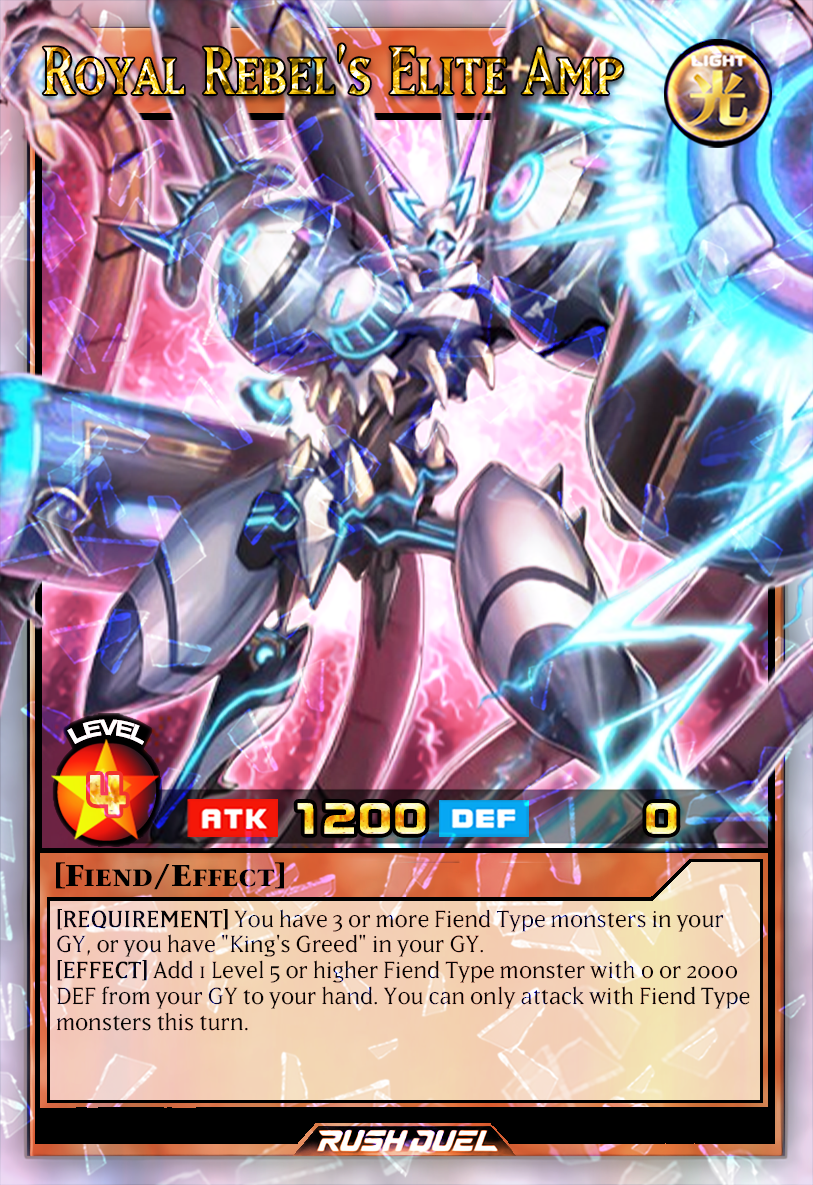 Royal Rebel's Elite Amp
LIGHT
光
LEVEL
4
ATK 1200 DEF 0
[Fiend/Effect]
[REQUIREMENT] You have 3 or more Fiend Type monsters in your
GY, or you have "King's Greed" in your GY.
[EFFECT] Add 1 Level 5 or higher Fiend Type monster with 0 or 2000
DEF from your GY to your hand. You can only attack with Fiend Type
monsters this turn.
RUSH DUEL